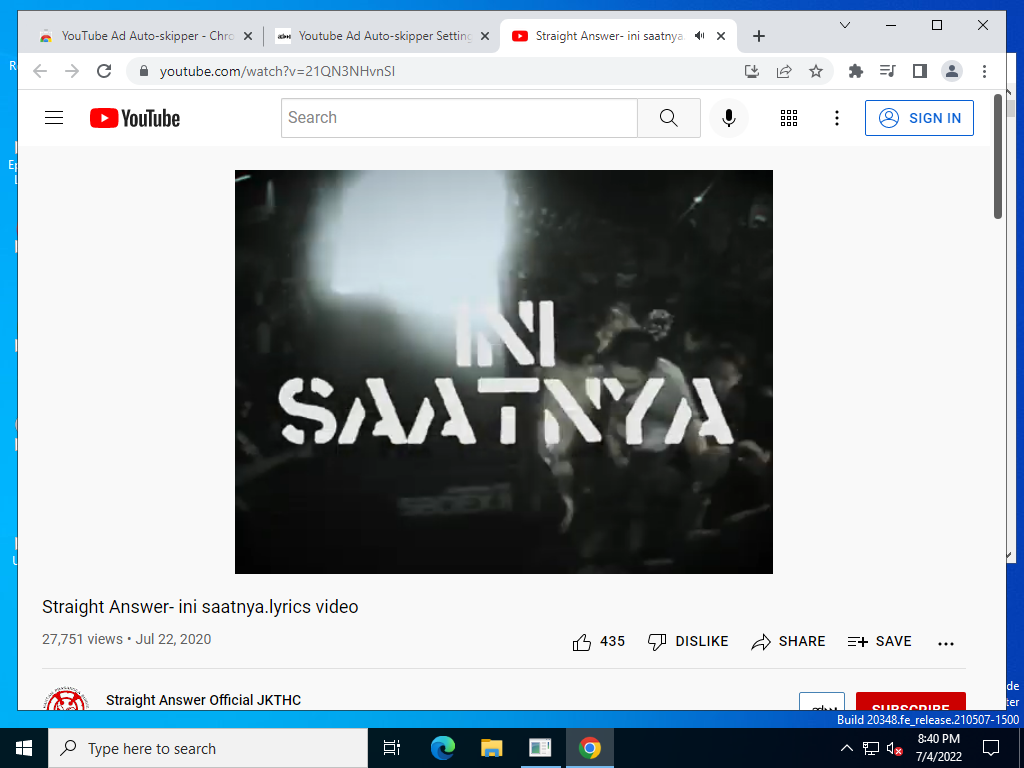 YouTube Ad Auto-skipper - Chro
Youtube Ad Auto-skipper Setting
Straight Answer- ini saatnya.
youtube.com/watch?v=21QN3NHvnSI
YouTube
Search
SIGN IN
INI
SAATNYA
Straight Answer- ini saatnya.lyrics video
27,751 views • Jul 22, 2020
435
DISLIKE
SHARE
SAVE
Straight Answer Official JKTHC
SUBSCRIBE
Build 20348.fe_release.210507-1500
Type here to search
8:40 PM
7/4/2022